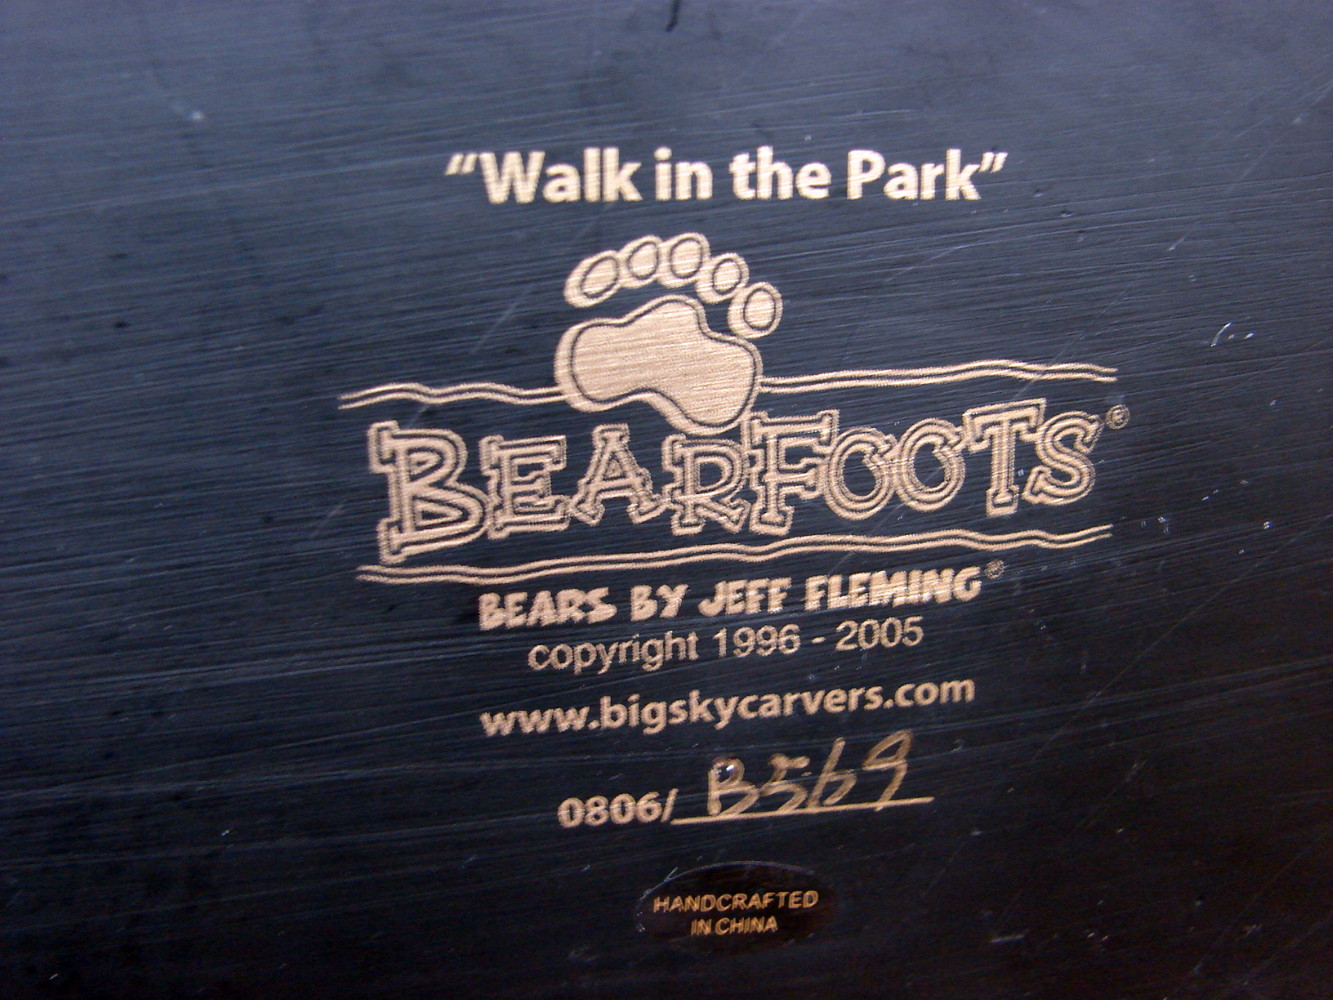 “Walk in the Park”
BEARFOOTS®
BEARS BY JEFF FLEMING®
copyright 1996 - 2005
www.bigskycarvers.com
0806/ B569
HANDCRAFTED
IN CHINA